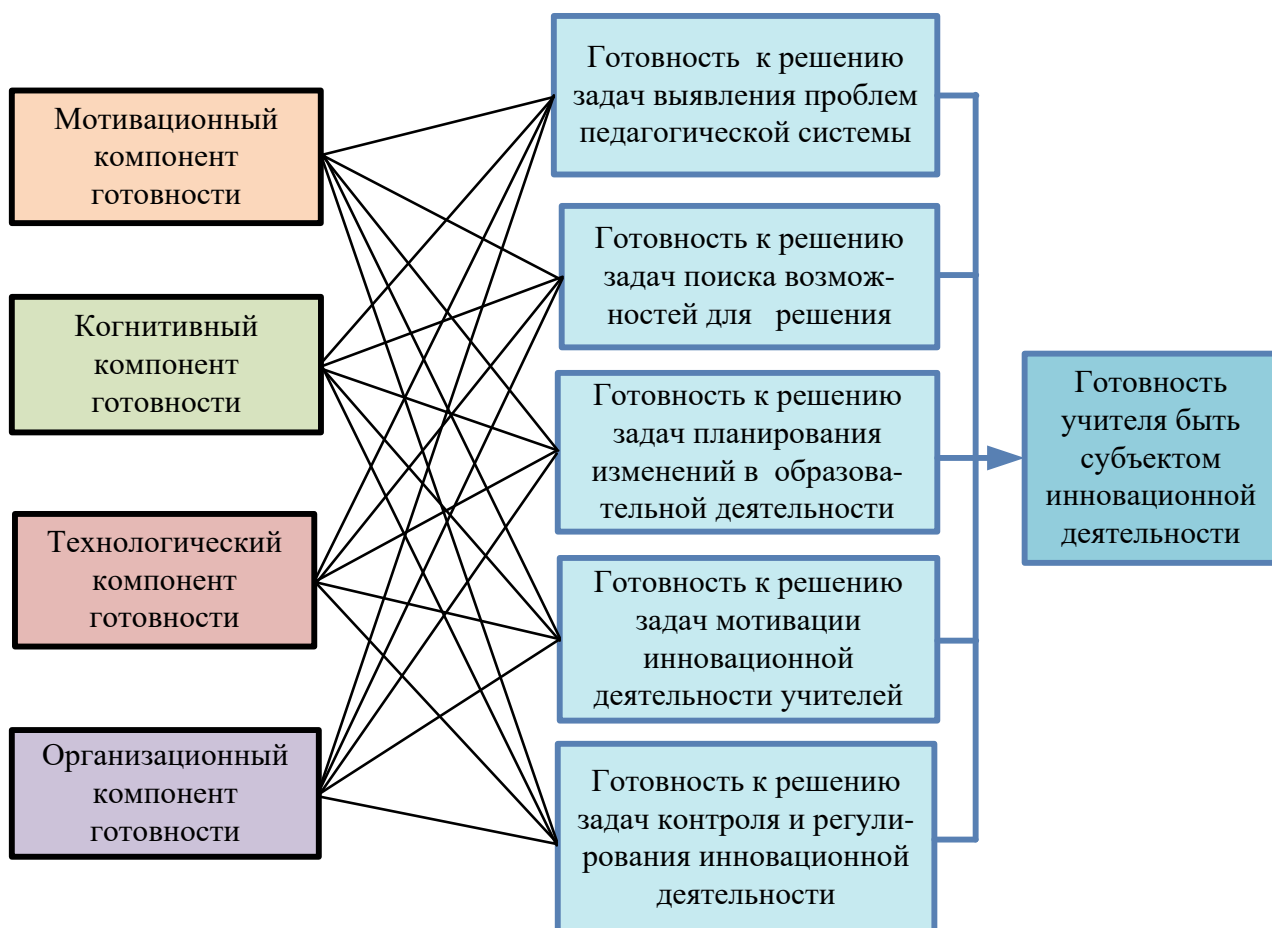 Мотивационный
компонент
готовности
Когнитивный
компонент
готовности
Технологический
компонент
готовности
Организационный
компонент
готовности
Готовность к решению
задач выявления проблем
педагогической системы
Готовность к решению
задач поиска возмож-
ностей для решения
Готовность к решению
задач планирования
изменений в образова-
тельной деятельности
Готовность к решению
задач мотивации
инновационной
деятельности учителей
Готовность к решению
задач контроля и регули-
рования инновационной
деятельности
Готовность
учителя быть
субъектом
инновационной
деятельности